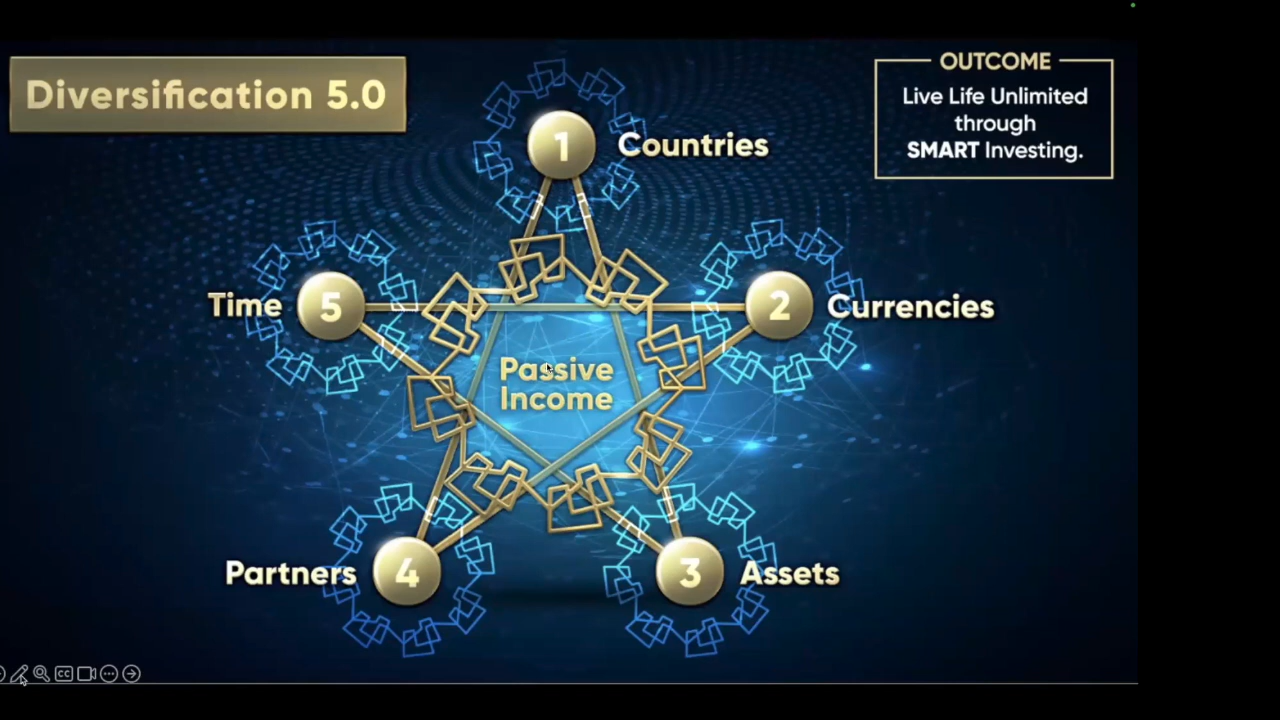 Diversification 5.0
OUTCOME
Live Life Unlimited
through
SMART Investing.
1 Countries
Time 5
2 Currencies
Passive
Income
Partners 4
3 Assets
CC